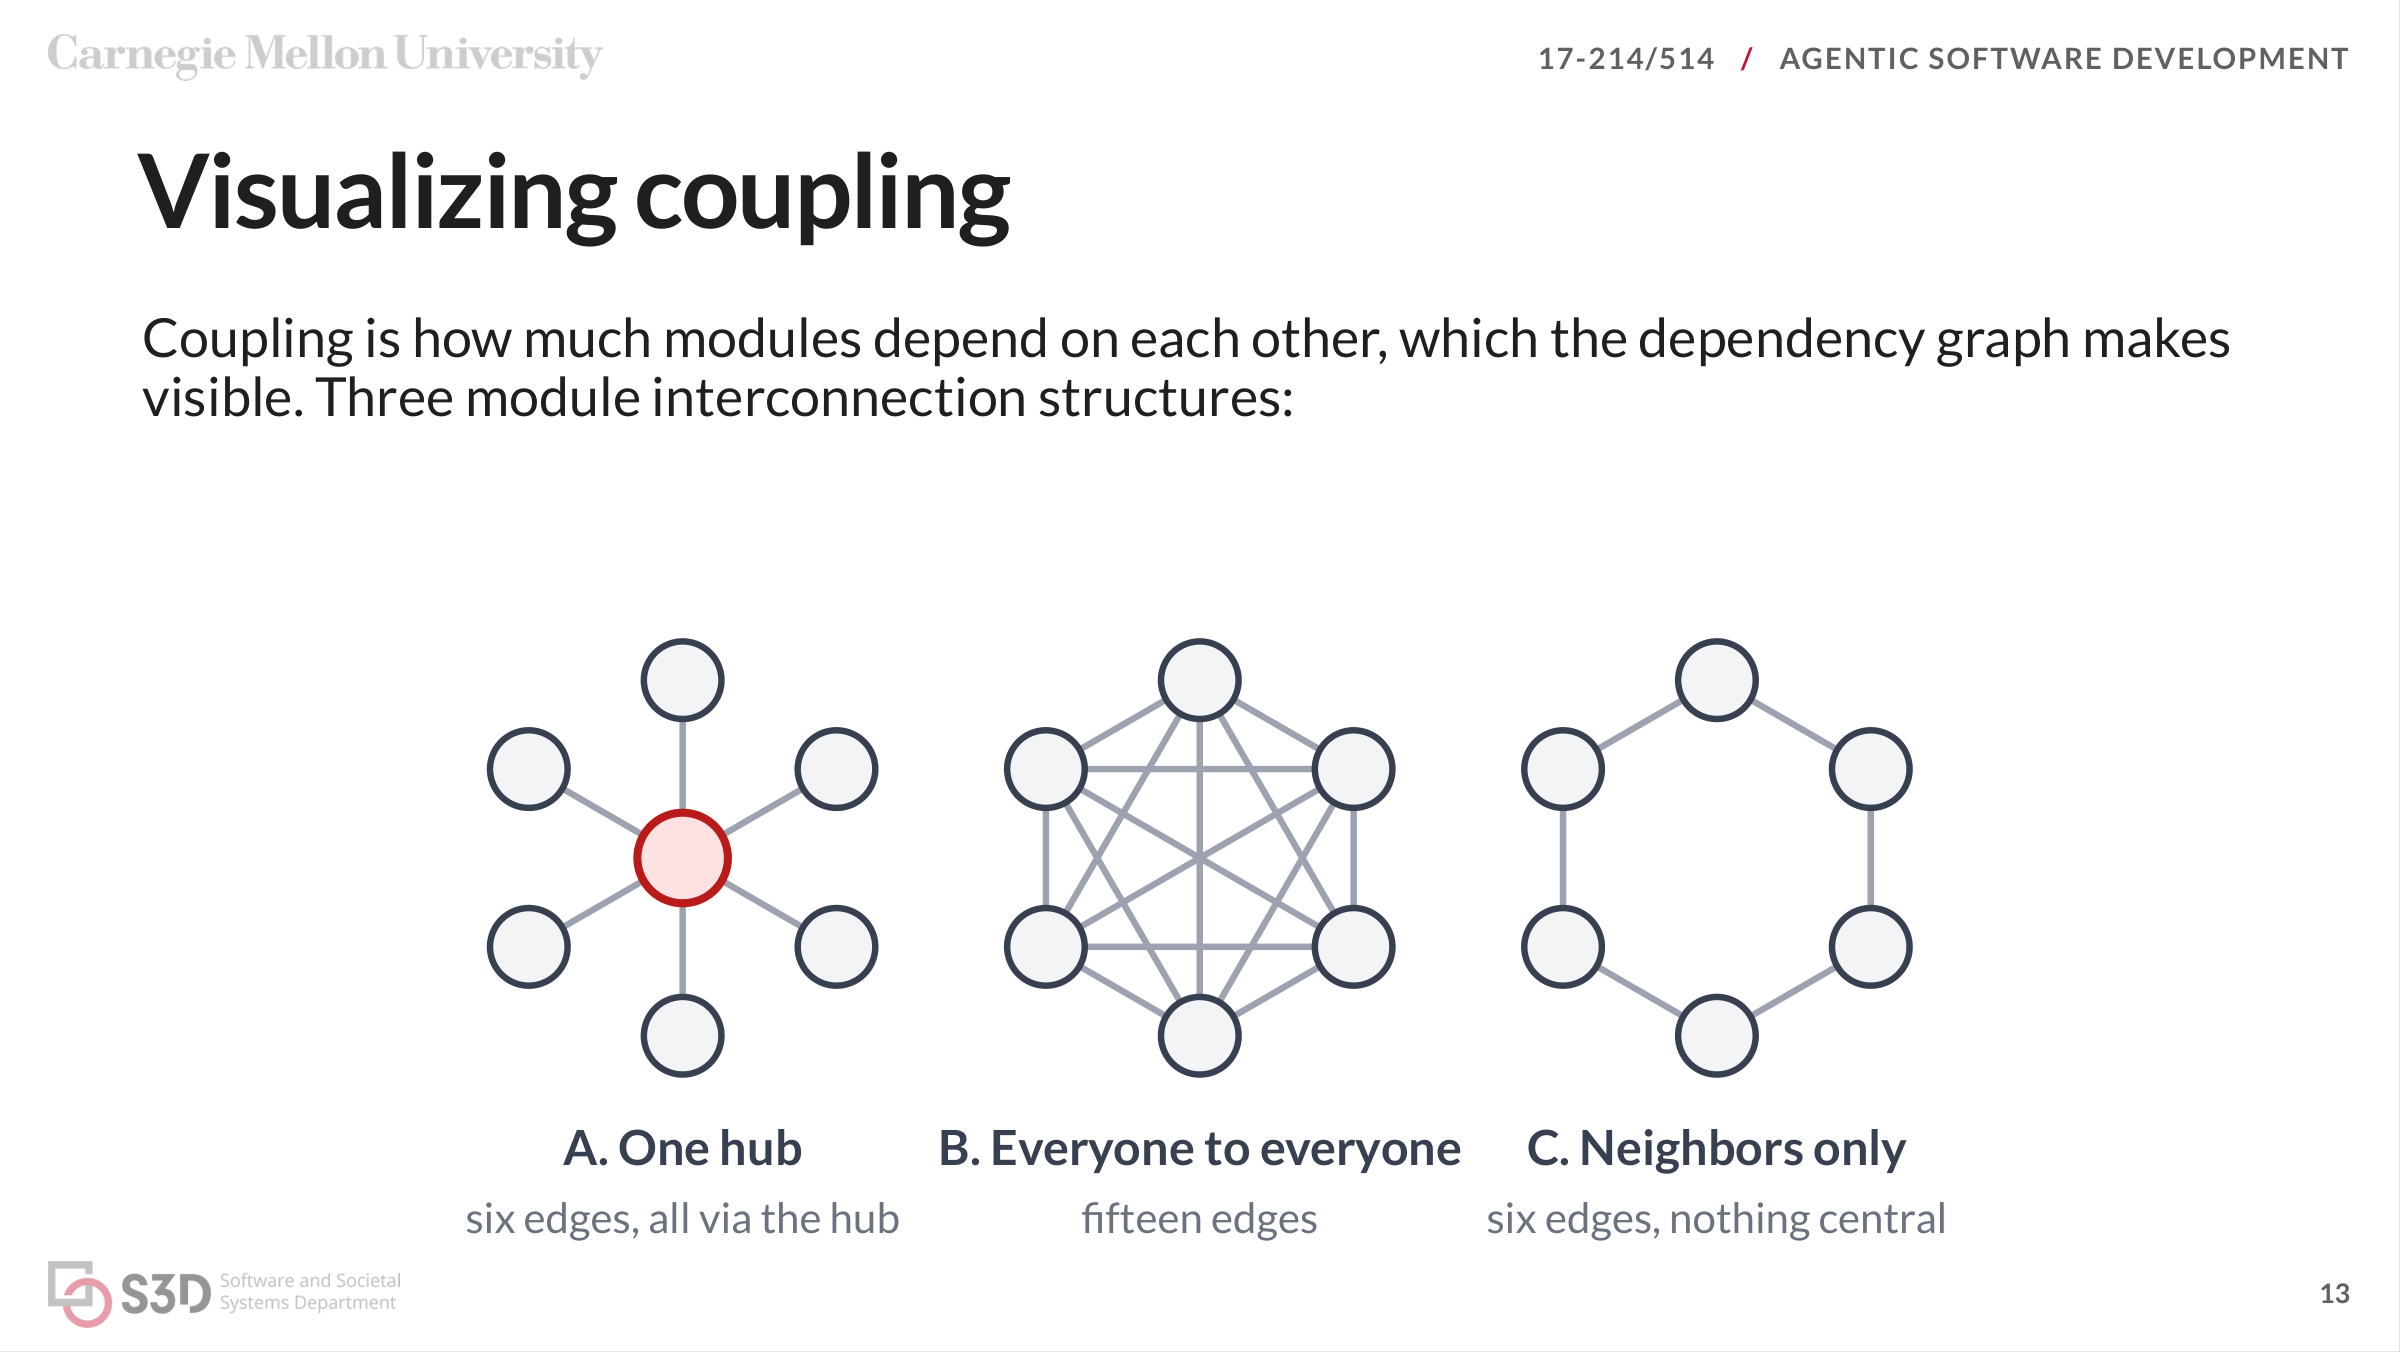 Carnegie Mellon University
17-214/514 / AGENTIC SOFTWARE DEVELOPMENT
Visualizing coupling
Coupling is how much modules depend on each other, which the dependency graph makes
visible. Three module interconnection structures:
A. One hub
six edges, all via the hub
B. Everyone to everyone
fifteen edges
C. Neighbors only
six edges, nothing central
S3D
Software and Societal
Systems Department
13